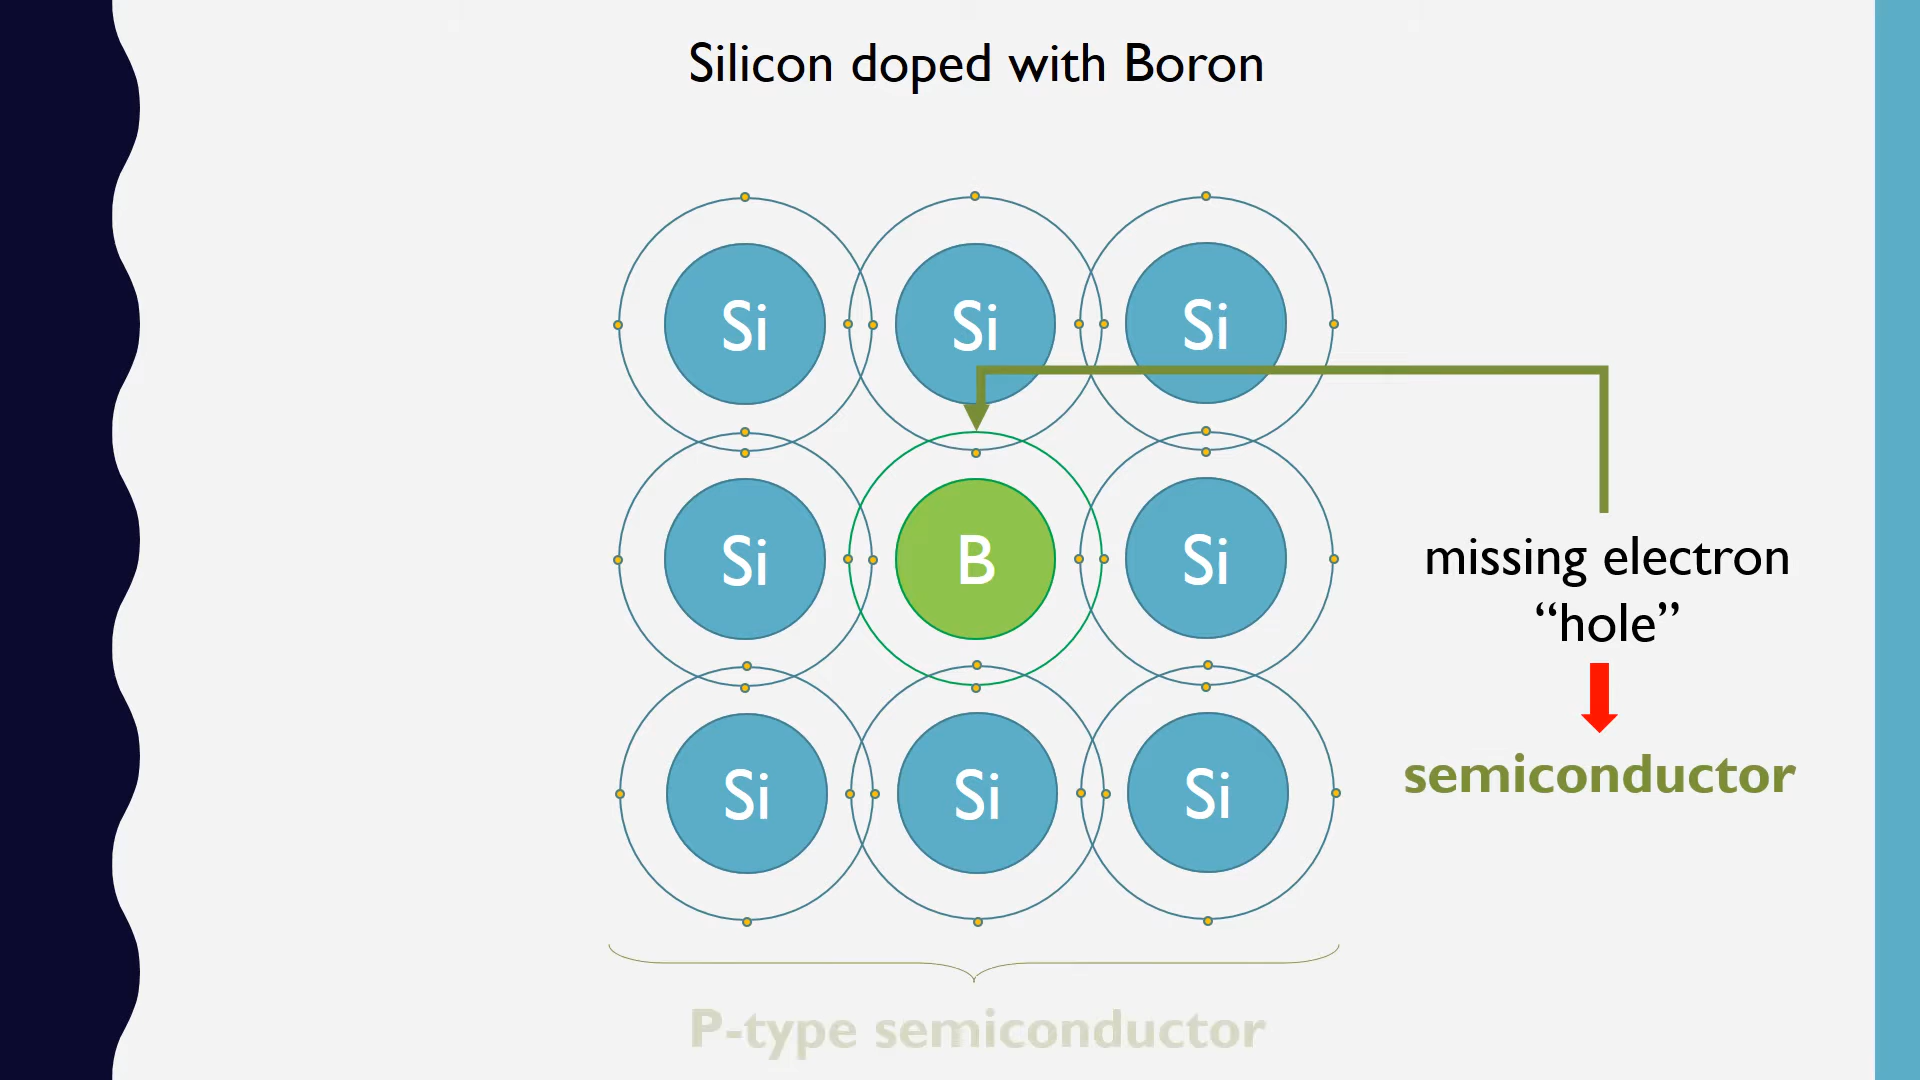 Silicon doped with Boron
Si Si Si
Si B Si
Si Si Si
missing electron
“hole”
semiconductor
P-type semiconductor